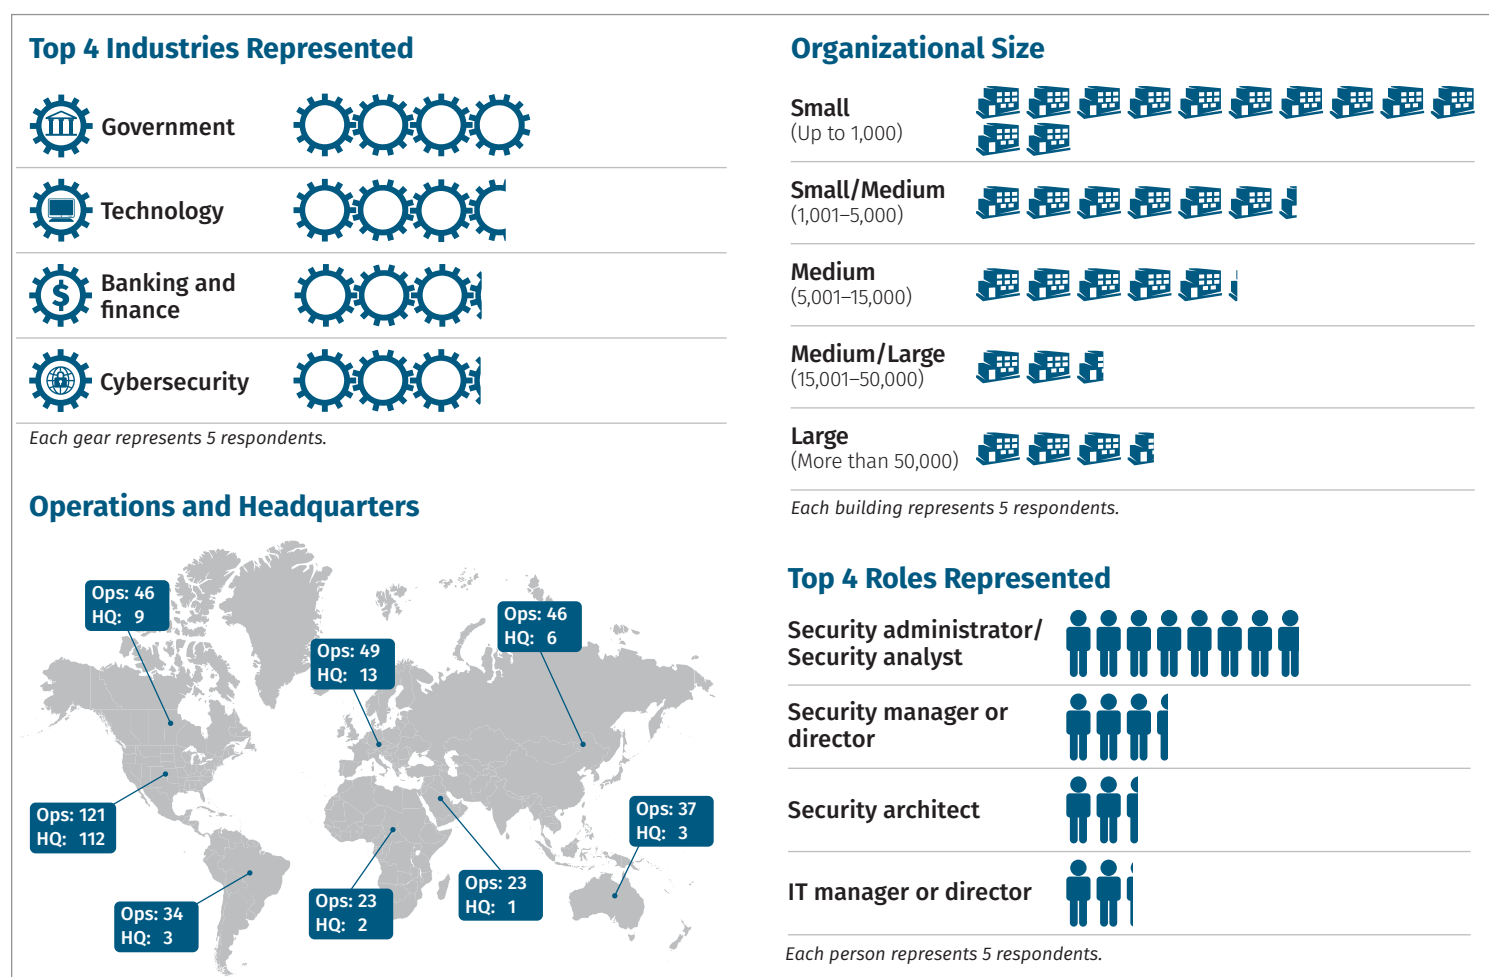 Top 4 Industries Represented
Government
Technology
$
Banking and
finance
Cybersecurity
Each gear represents 5 respondents.
Operations and Headquarters
Ops: 46
HQ: 9
Ops: 49
HQ: 13
Ops: 46
HQ: 6
Ops: 121
HQ: 112
Ops: 34
HQ: 3
Ops: 23
HQ: 2
Ops: 23
HQ: 1
Ops: 37
HQ: 3
Organizational Size
Small
(Up to 1,000)
Small/Medium
(1,001–5,000)
Medium
(5,001–15,000)
Medium/Large
(15,001–50,000)
Large
(More than 50,000)
Each building represents 5 respondents.
Top 4 Roles Represented
Security administrator/
Security analyst
Security manager or
director
Security architect
IT manager or director
Each person represents 5 respondents.